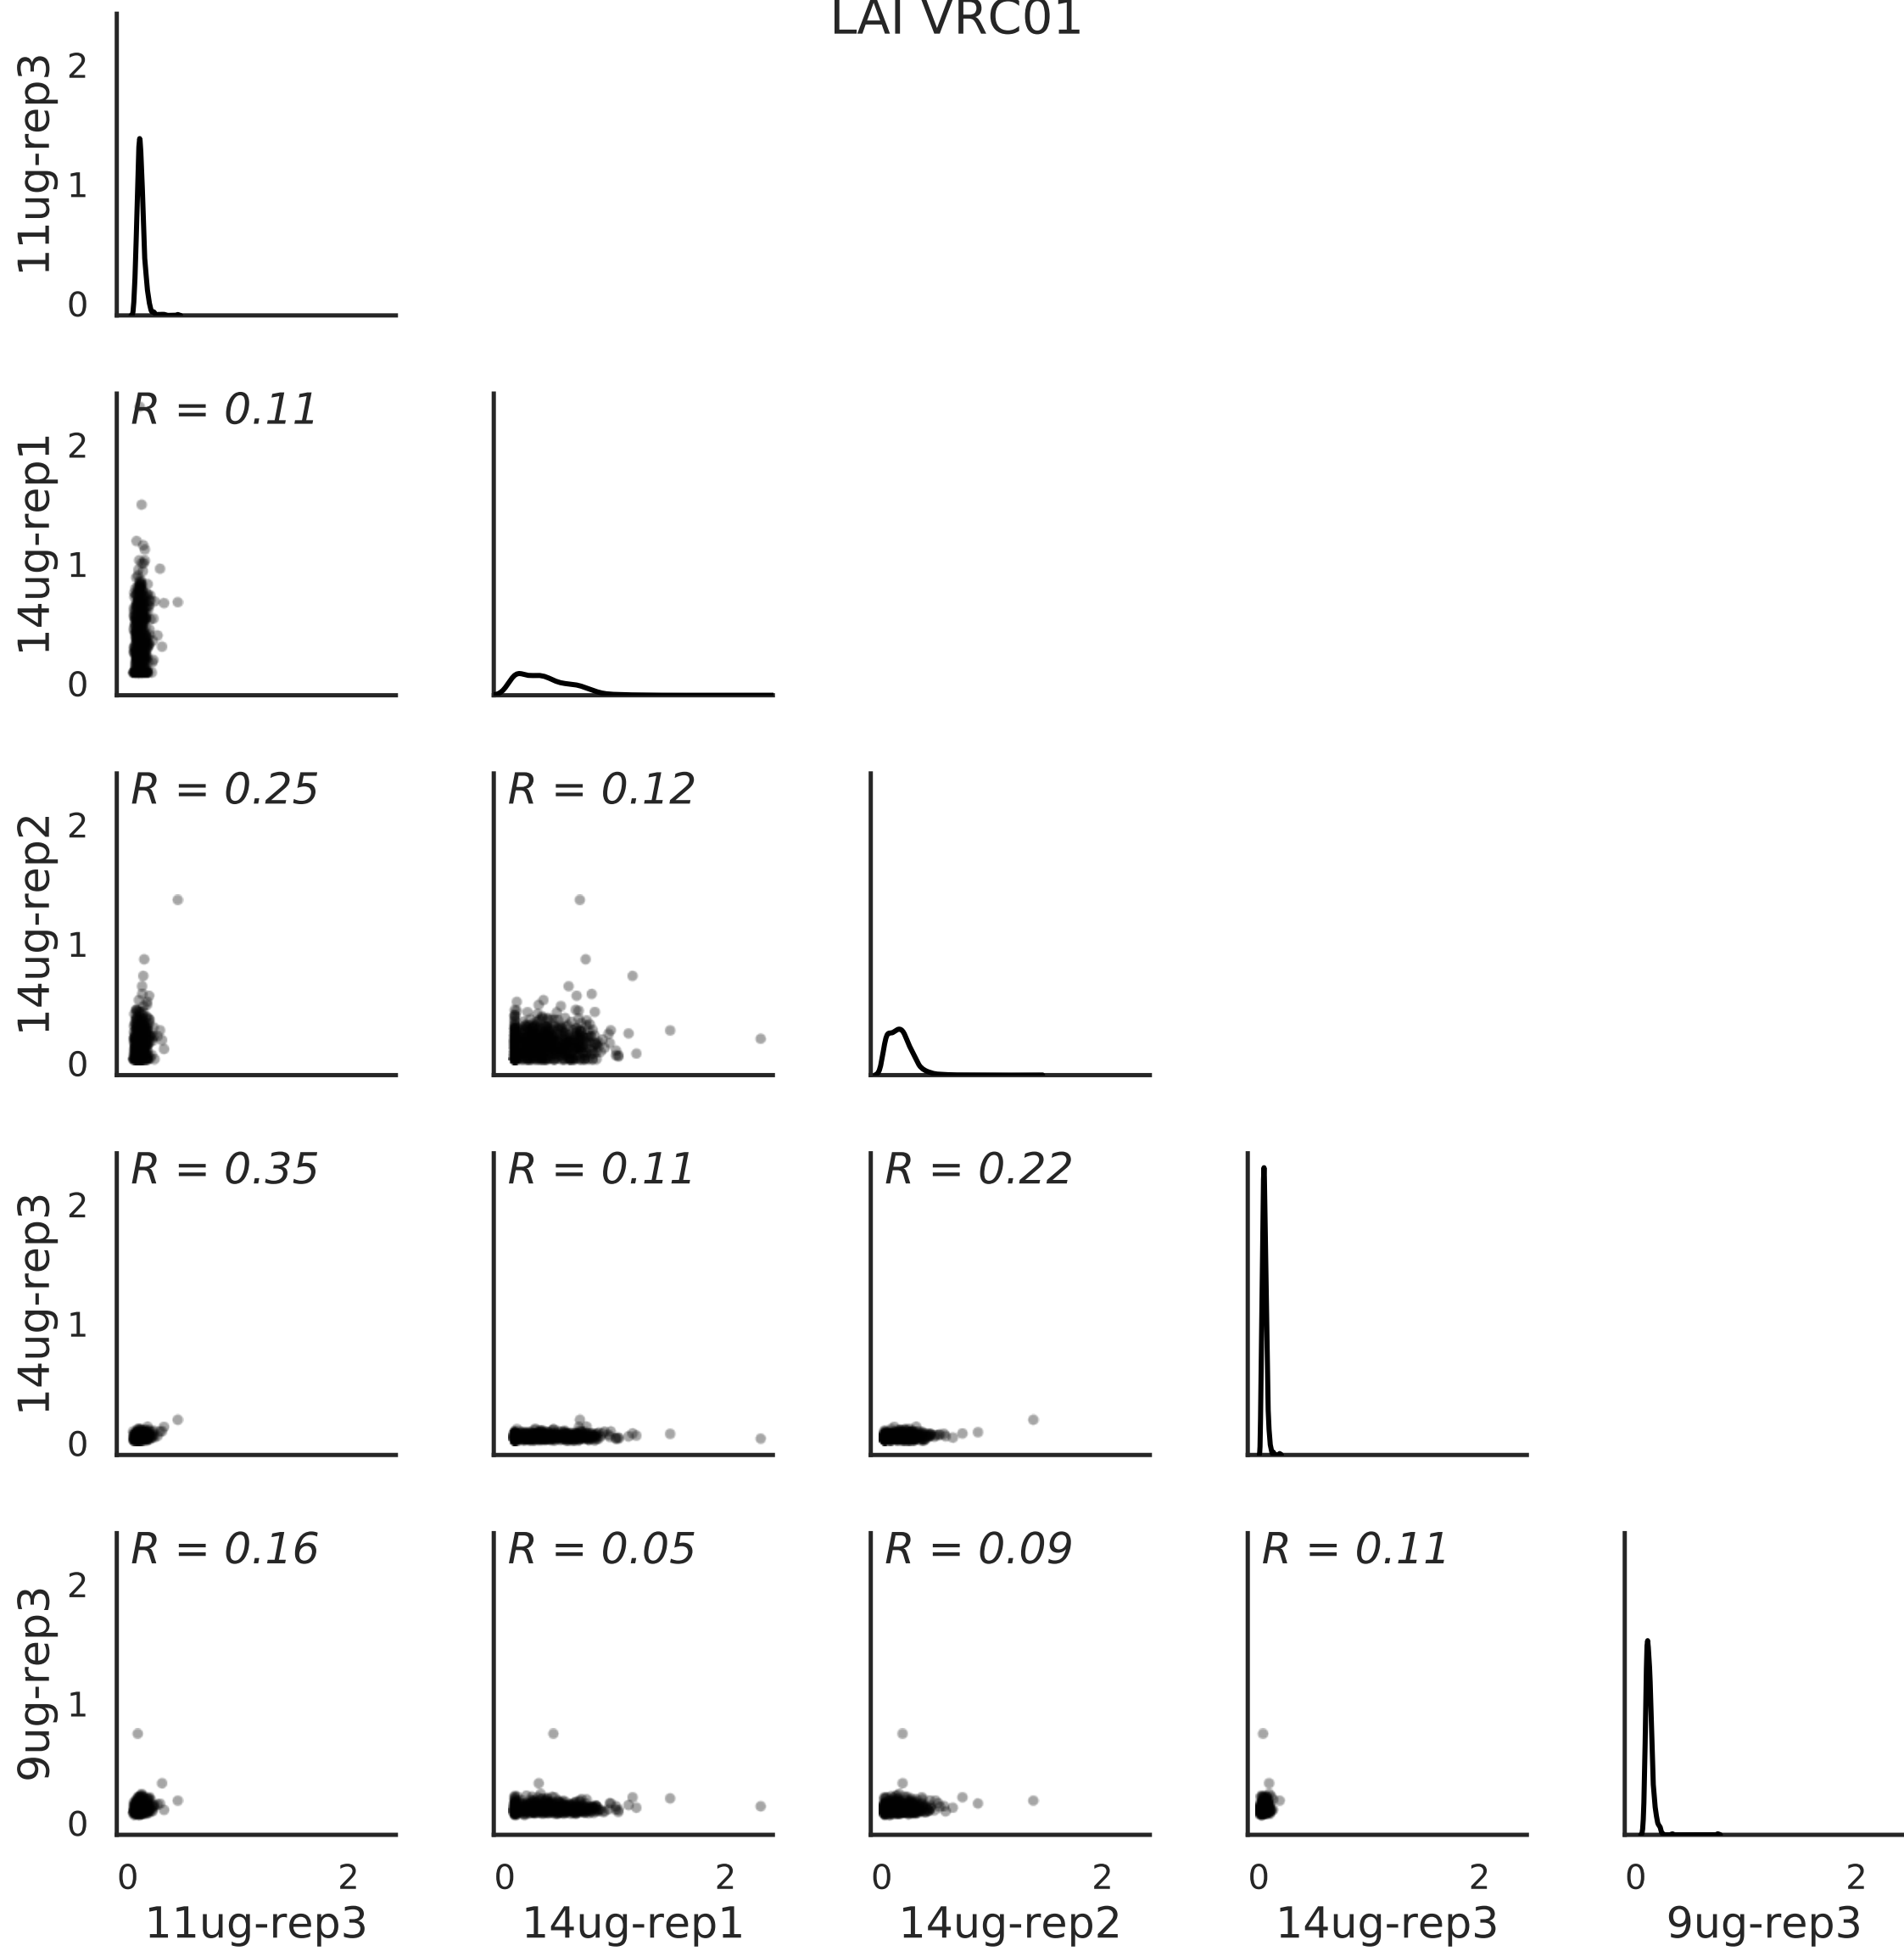 LAI VRC01
11ug-rep3
2
1
0
14ug-rep1
2
1
0
R = 0.11
14ug-rep2
2
1
0
R = 0.25
R = 0.12
14ug-rep3
2
1
0
R = 0.35
R = 0.11
R = 0.22
9ug-rep3
2
1
0
R = 0.16
R = 0.05
R = 0.09
R = 0.11
0 2
0 2
0 2
0 2
0 2
11ug-rep3
14ug-rep1
14ug-rep2
14ug-rep3
9ug-rep3